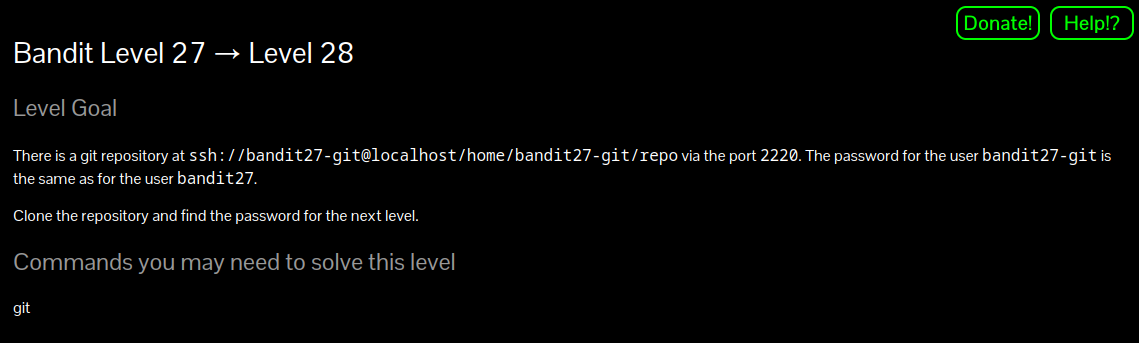 Donate! Help!?
Bandit Level 27 → Level 28
Level Goal
There is a git repository at ssh://bandit27-git@localhost/home/bandit27-git/repo via the port 2220. The password for the user bandit27-git is
the same as for the user bandit27.
Clone the repository and find the password for the next level.
Commands you may need to solve this level
git